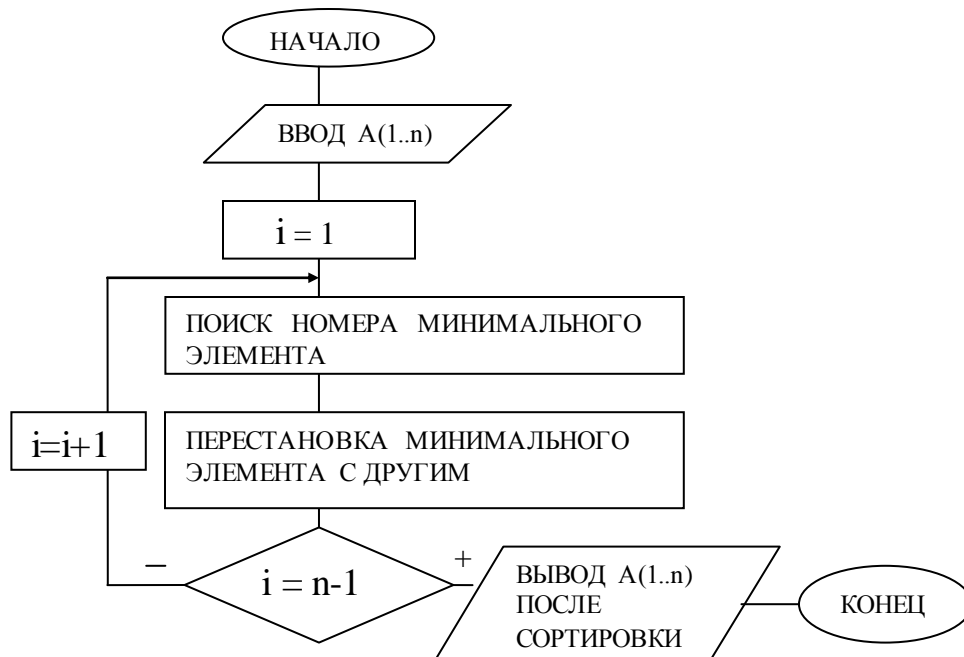 НАЧАЛО
ВВОД A(1..n)
i = 1
ПОИСК НОМЕРА МИНИМАЛЬНОГО
ЭЛЕМЕНТА
i=i+1
ПЕРЕСТАНОВКА МИНИМАЛЬНОГО
ЭЛЕМЕНТА С ДРУГИМ
–
i = n-1
+
ВЫВОД A(1..n)
ПОСЛЕ
СОРТИРОВКИ
КОНЕЦ